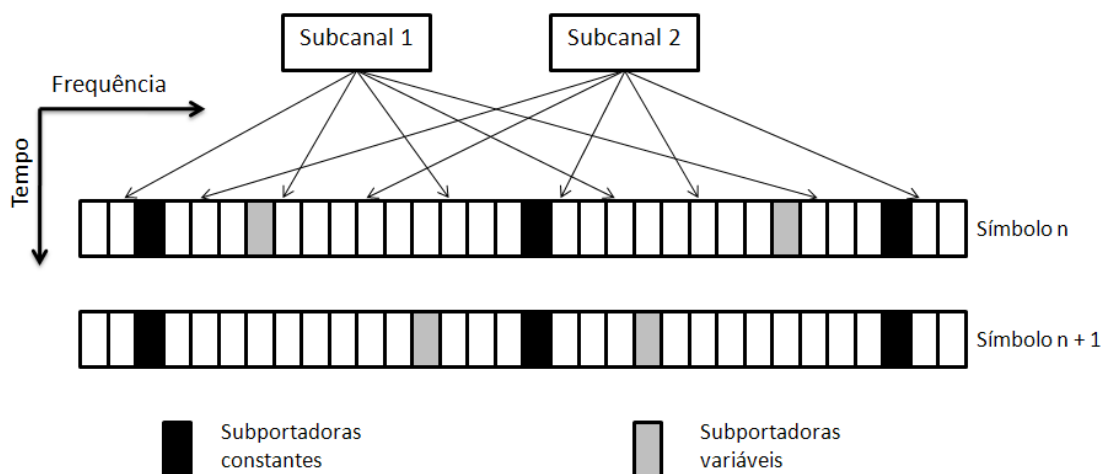 Subcanal 1
Subcanal 2
Frequência
Tempo
Símbolo n
Símbolo n + 1
Subportadoras
constantes
Subportadoras
variáveis